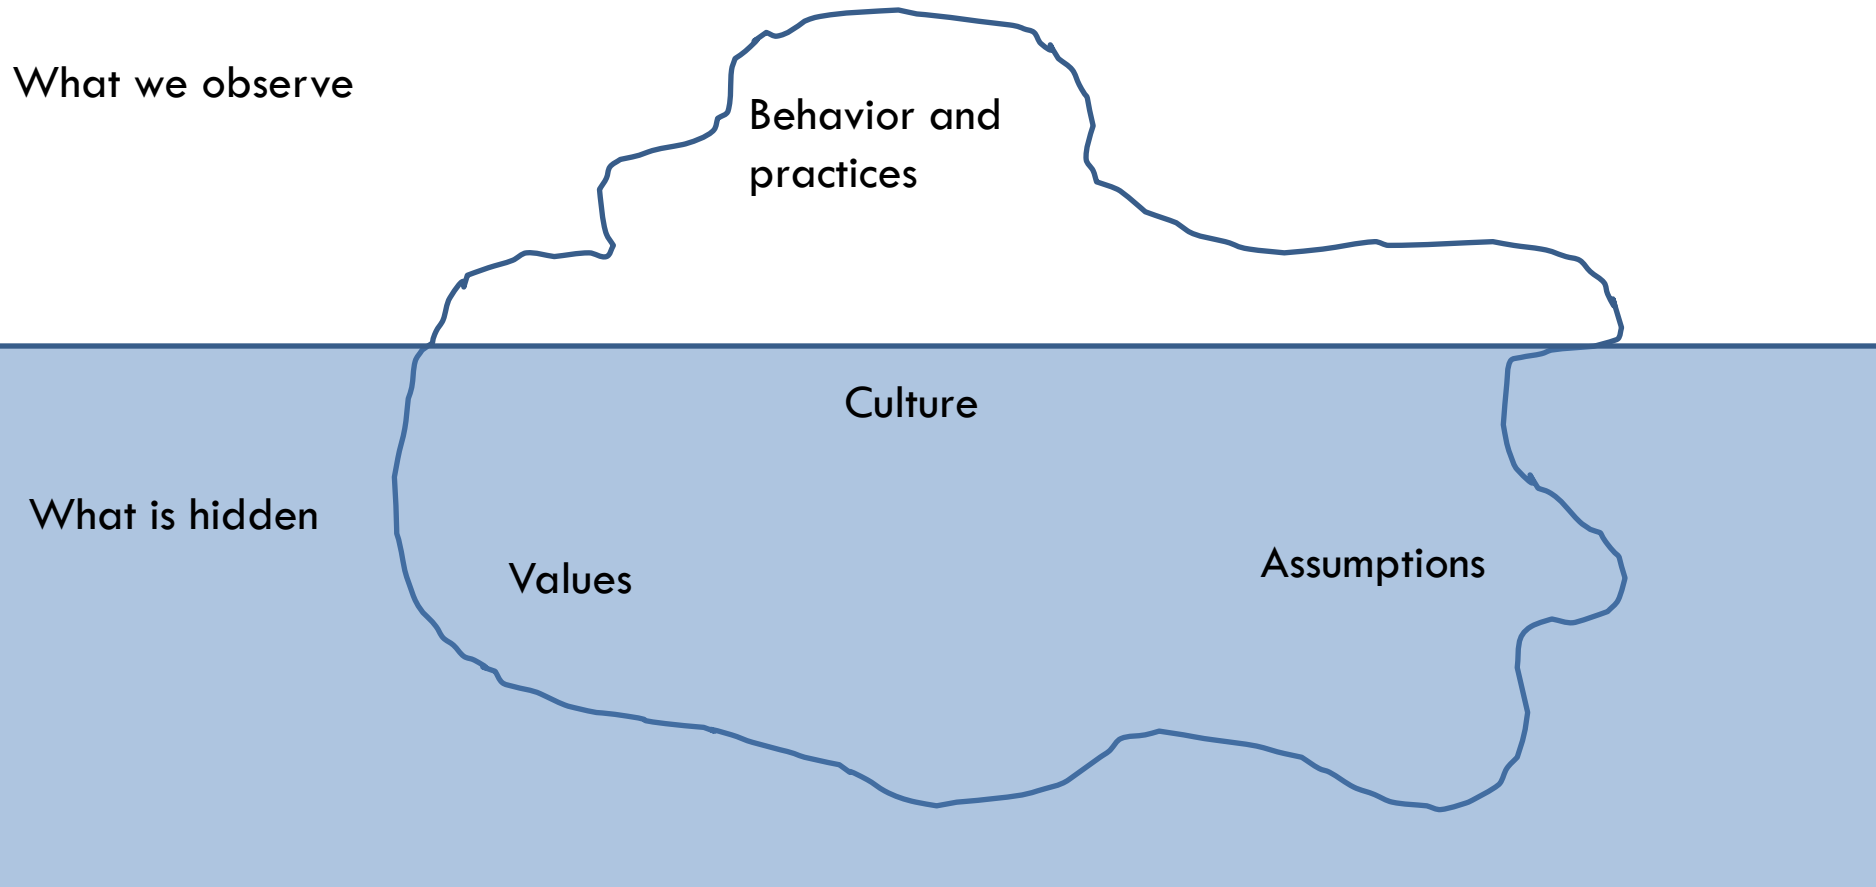 What we observe
Behavior and
practices
Culture
What is hidden
Values
Assumptions